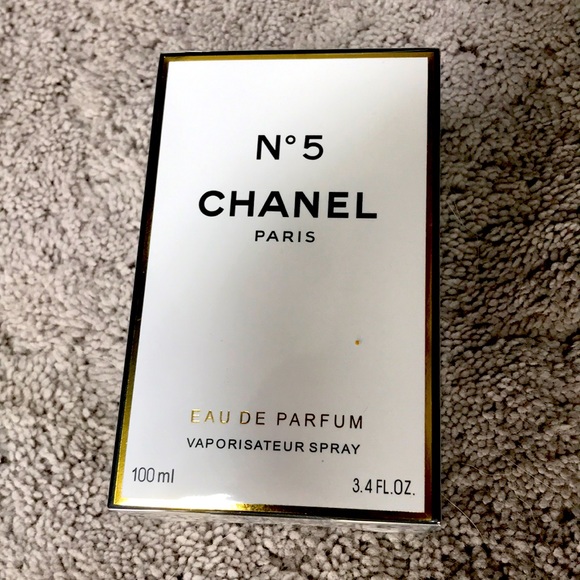 N°5
CHANEL
PARIS
EAU DE PARFUM
VAPORISATEUR SPRAY
100 ml
3.4 FL.OZ.